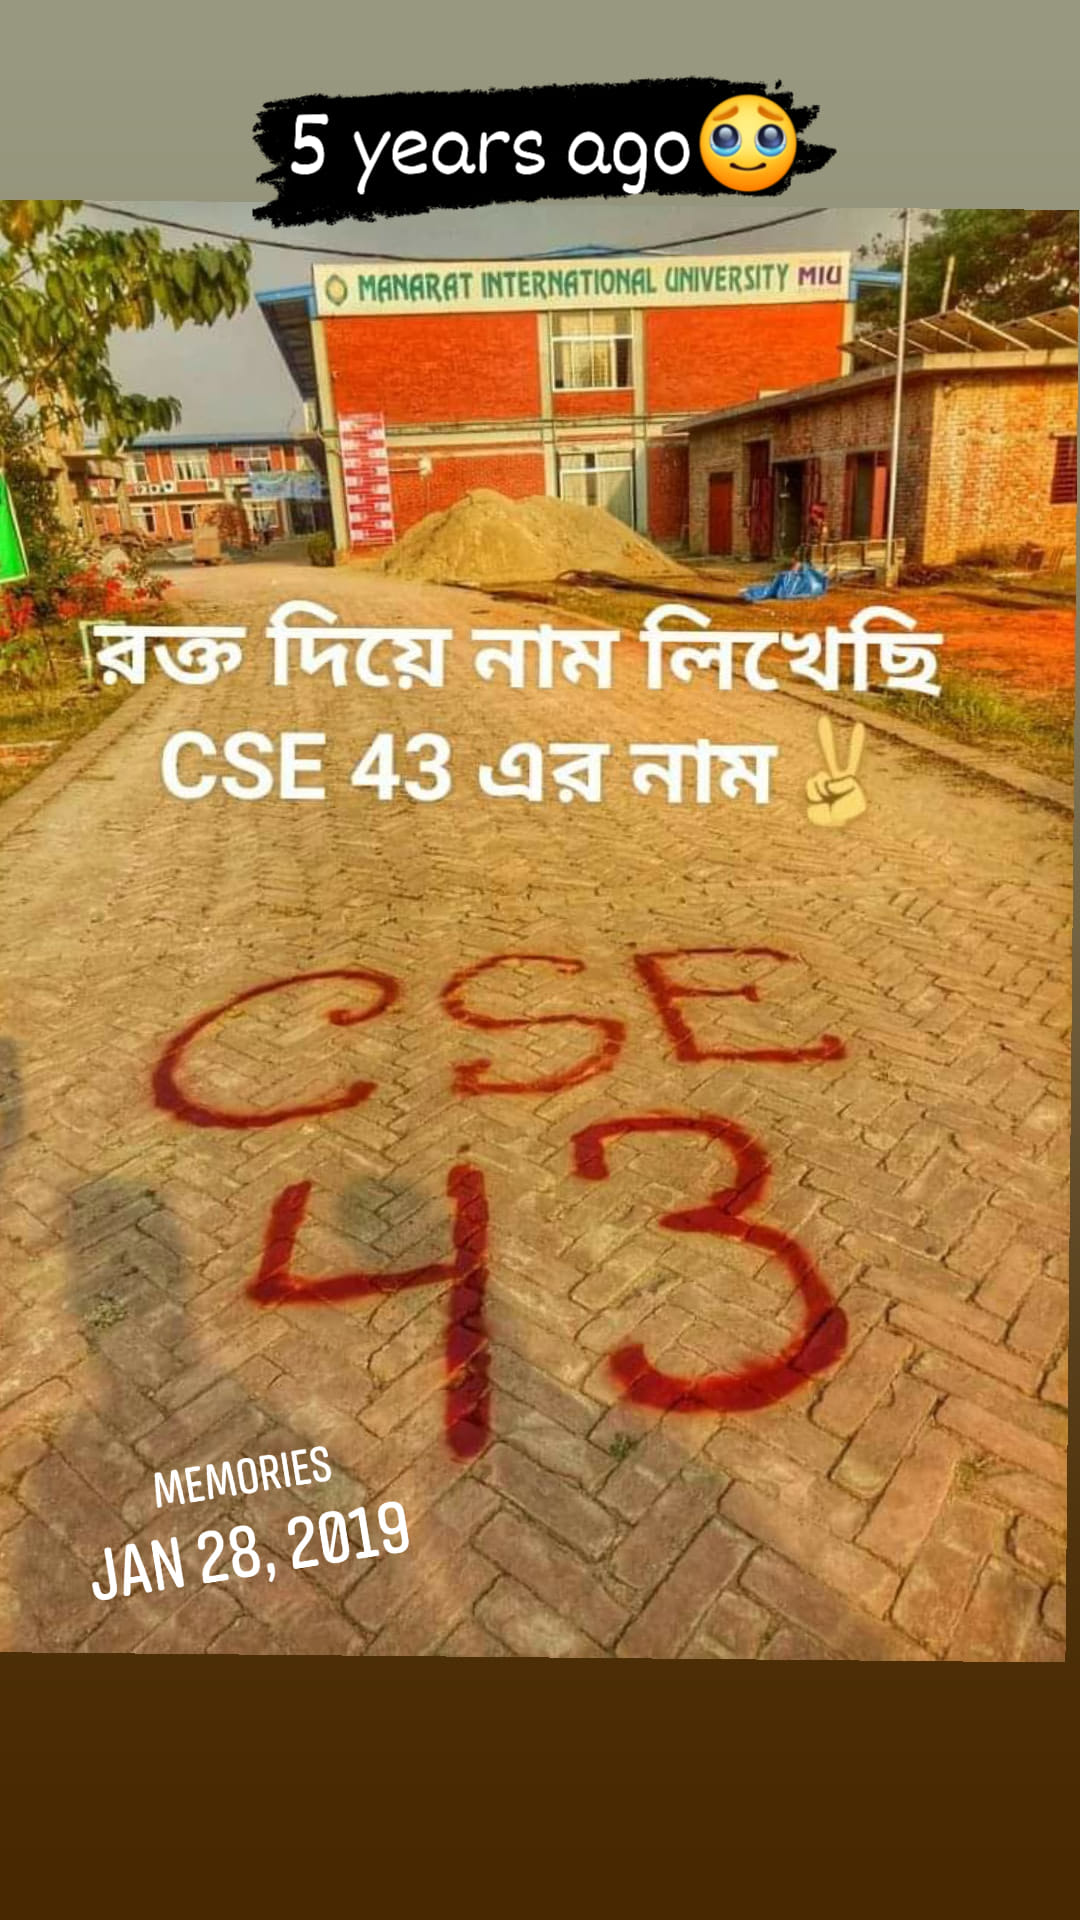 5 years ago🥹
MANARAT INTERNATIONAL UNIVERSITY MIU
রক্ত দিয়ে নাম লিখেছি
CSE 43 এর নাম ✌
CSE
43
MEMORIES
JAN 28, 2019